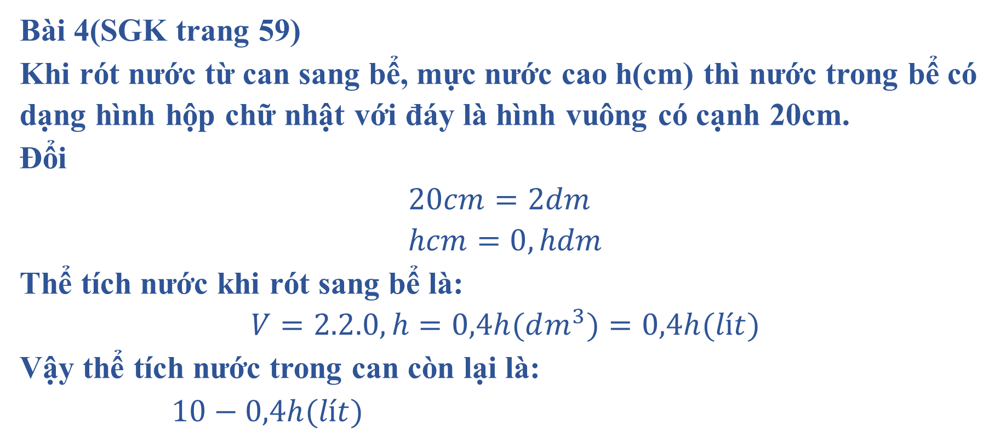 Bài 4(SGK trang 59)
Khi rót nước từ can sang bể, mực nước cao h(cm) thì nước trong bể có
dạng hình hộp chữ nhật với đáy là hình vuông có cạnh 20cm.
Đổi
20cm = 2dm
hcm = 0,hdm
Thể tích nước khi rót sang bể là:
V = 2.2.0,h = 0,4h(dm³) = 0,4h(lít)
Vậy thể tích nước trong can còn lại là:
10 − 0,4h(lít)